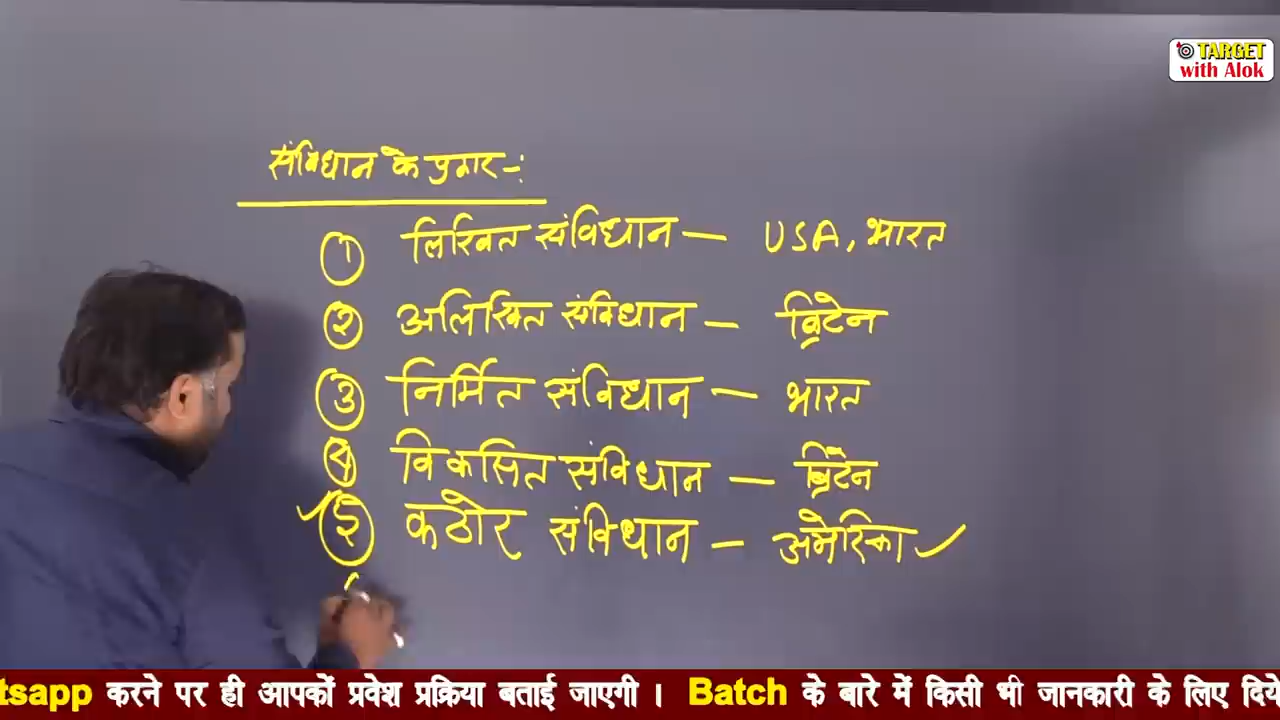 TARGET
with Alok
संविधान के प्रकार -:
① लिखित संविधान — USA, भारत
② अलिखित संविधान — ब्रिटेन
③ निर्मित संविधान — भारत
④ विकसित संविधान — ब्रिटेन
⑤ कठोर संविधान — अमेरिका
tsapp करने पर ही आपकों प्रवेश प्रक्रिया बताई जाएगी । Batch के बारे में किसी भी जानकारी के लिए दिये